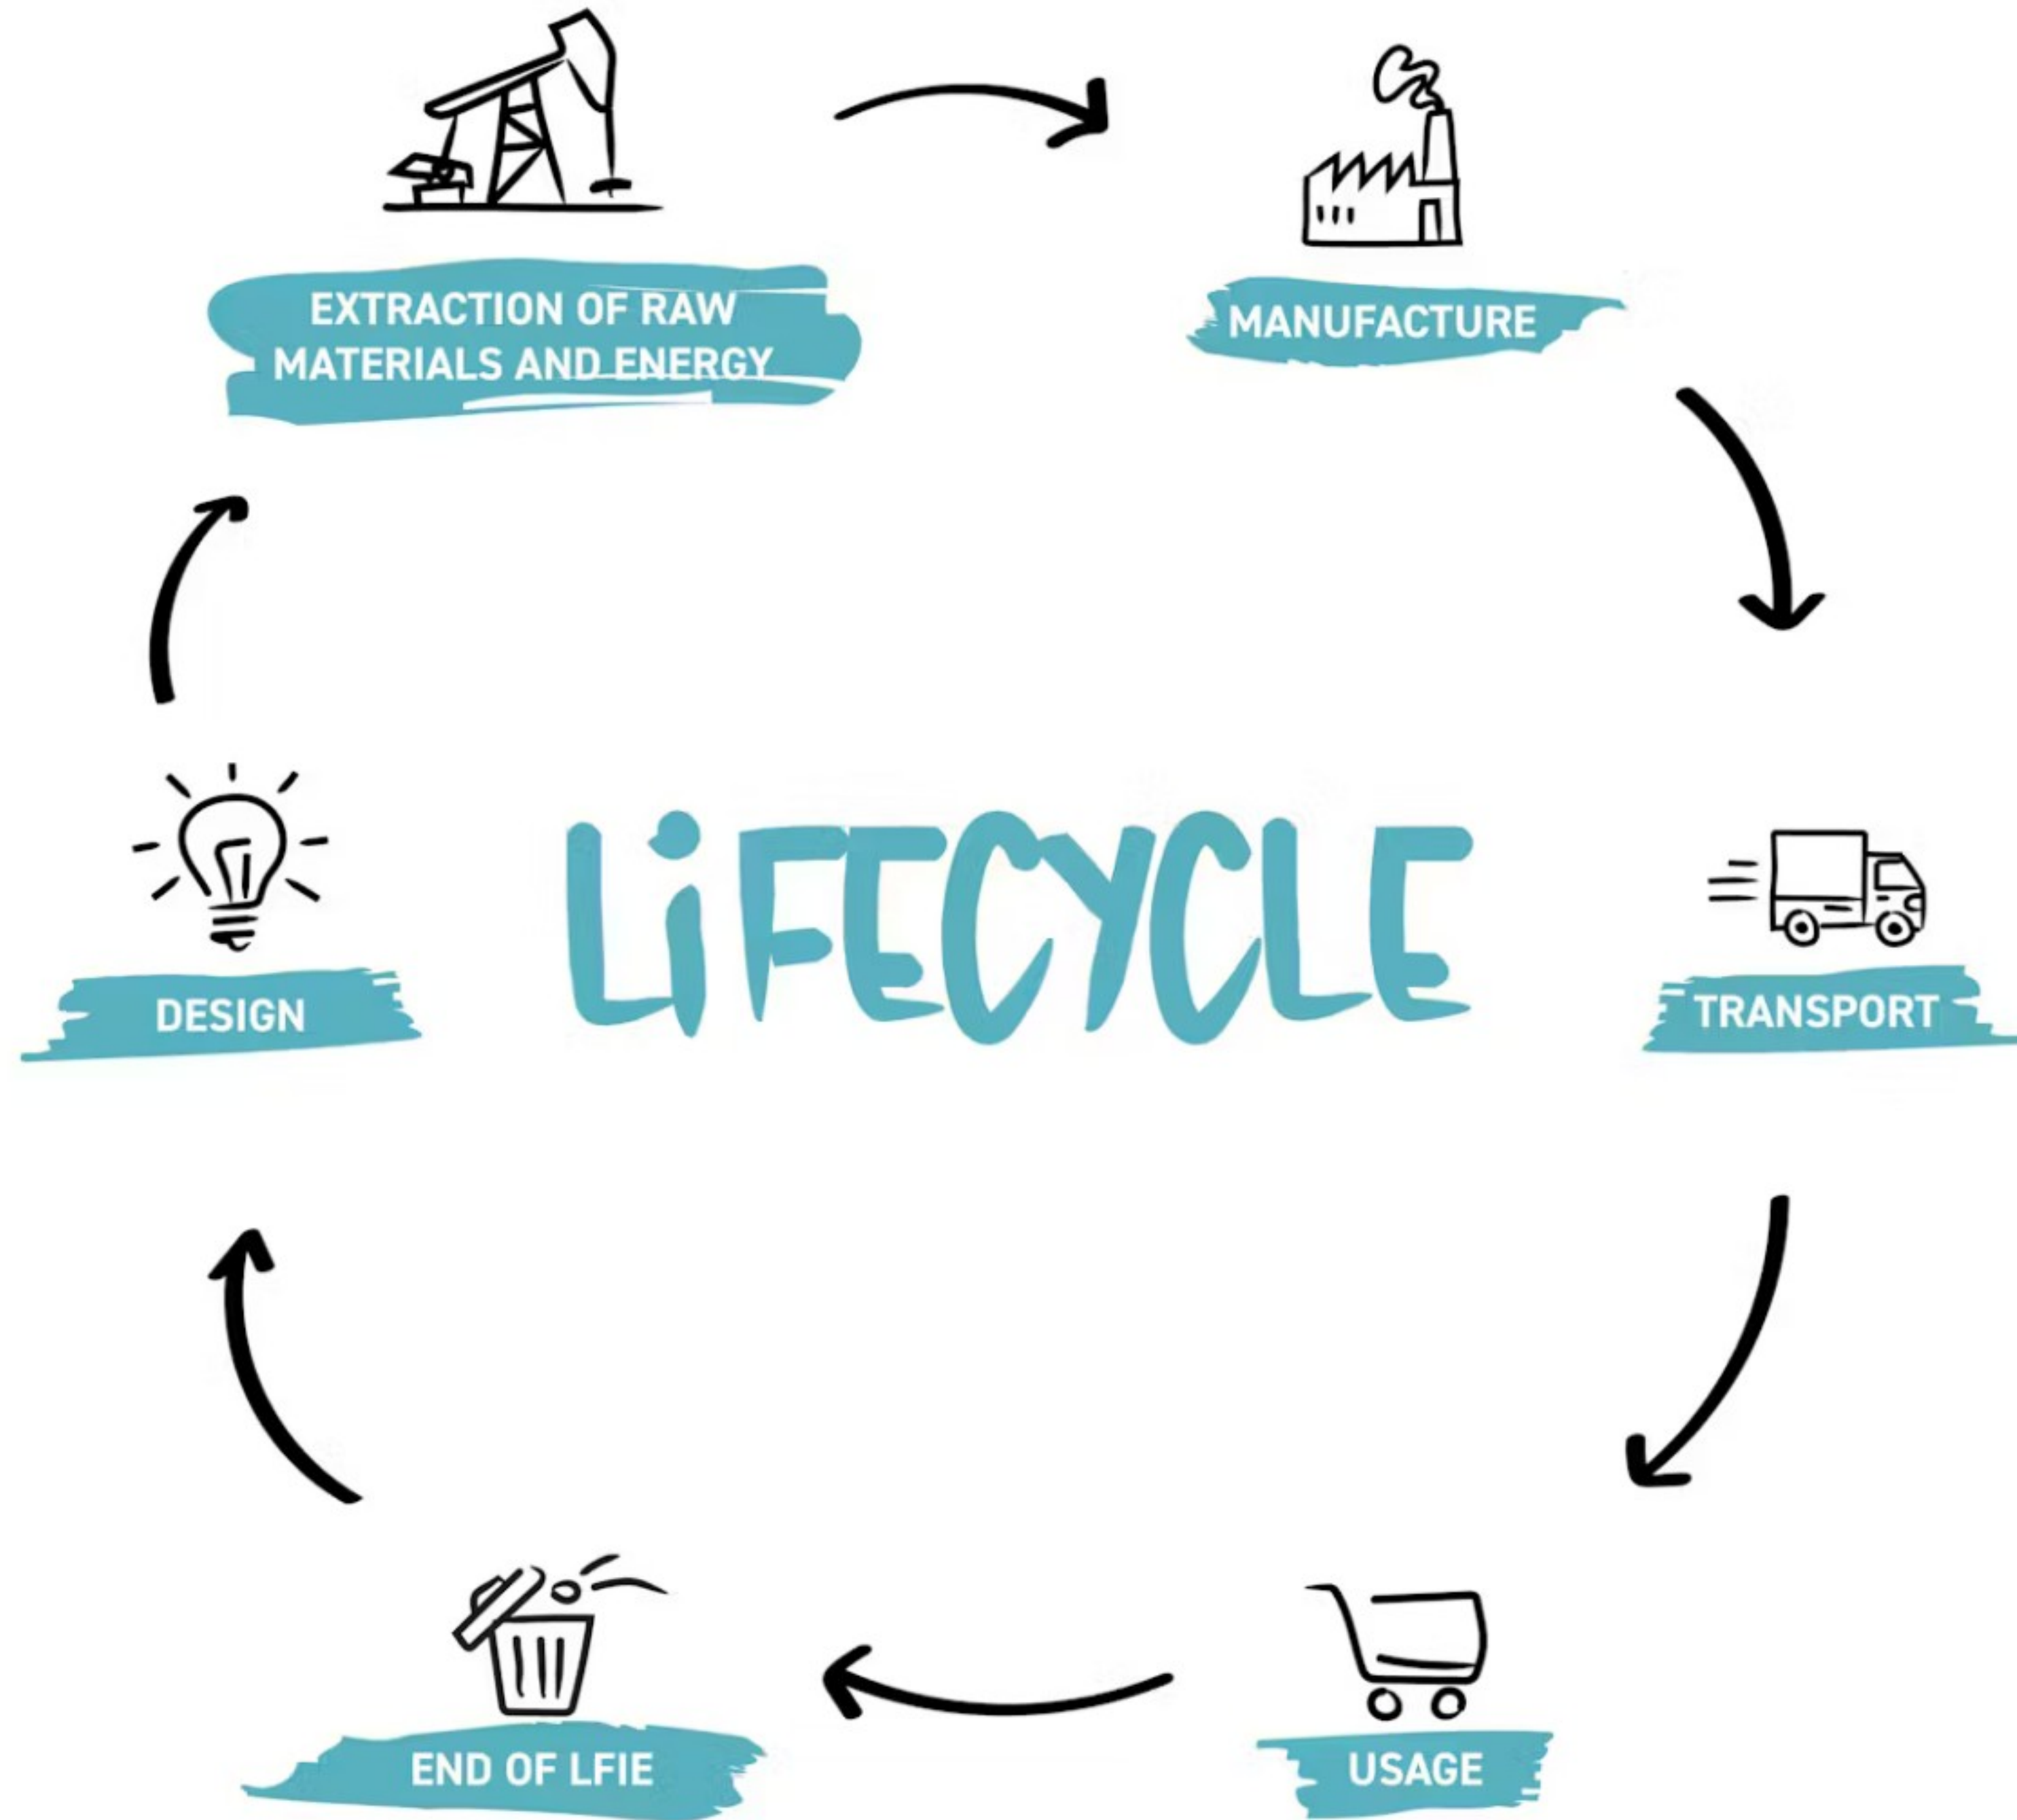 EXTRACTION OF RAW
MATERIALS AND ENERGY
MANUFACTURE
DESIGN
LiFECYCLE
TRANSPORT
END OF LFIE
USAGE